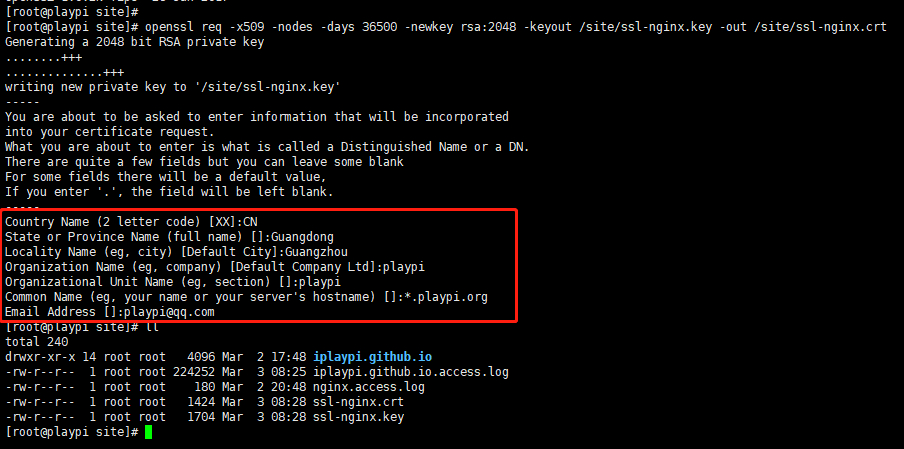 [root@playpi site]#
[root@playpi site]# openssl req -x509 -nodes -days 36500 -newkey rsa:2048 -keyout /site/ssl-nginx.key -out /site/ssl-nginx.crt
Generating a 2048 bit RSA private key
........+++
..............+++
writing new private key to '/site/ssl-nginx.key'
-----
You are about to be asked to enter information that will be incorporated
into your certificate request.
What you are about to enter is what is called a Distinguished Name or a DN.
There are quite a few fields but you can leave some blank
For some fields there will be a default value,
If you enter '.', the field will be left blank.
-----
Country Name (2 letter code) [XX]:CN
State or Province Name (full name) []:Guangdong
Locality Name (eg, city) [Default City]:Guangzhou
Organization Name (eg, company) [Default Company Ltd]:playpi
Organizational Unit Name (eg, section) []:playpi
Common Name (eg, your name or your server's hostname) []:*.playpi.org
Email Address []:playpi@qq.com
[root@playpi site]# ll
total 240
drwxr-xr-x 14 root root   4096 Mar  2 17:48 iplaypi.github.io
-rw-r--r--  1 root root 224252 Mar  3 08:25 iplaypi.github.io.access.log
-rw-r--r--  1 root root    180 Mar  2 20:48 nginx.access.log
-rw-r--r--  1 root root   1424 Mar  3 08:28 ssl-nginx.crt
-rw-r--r--  1 root root   1704 Mar  3 08:28 ssl-nginx.key
[root@playpi site]#